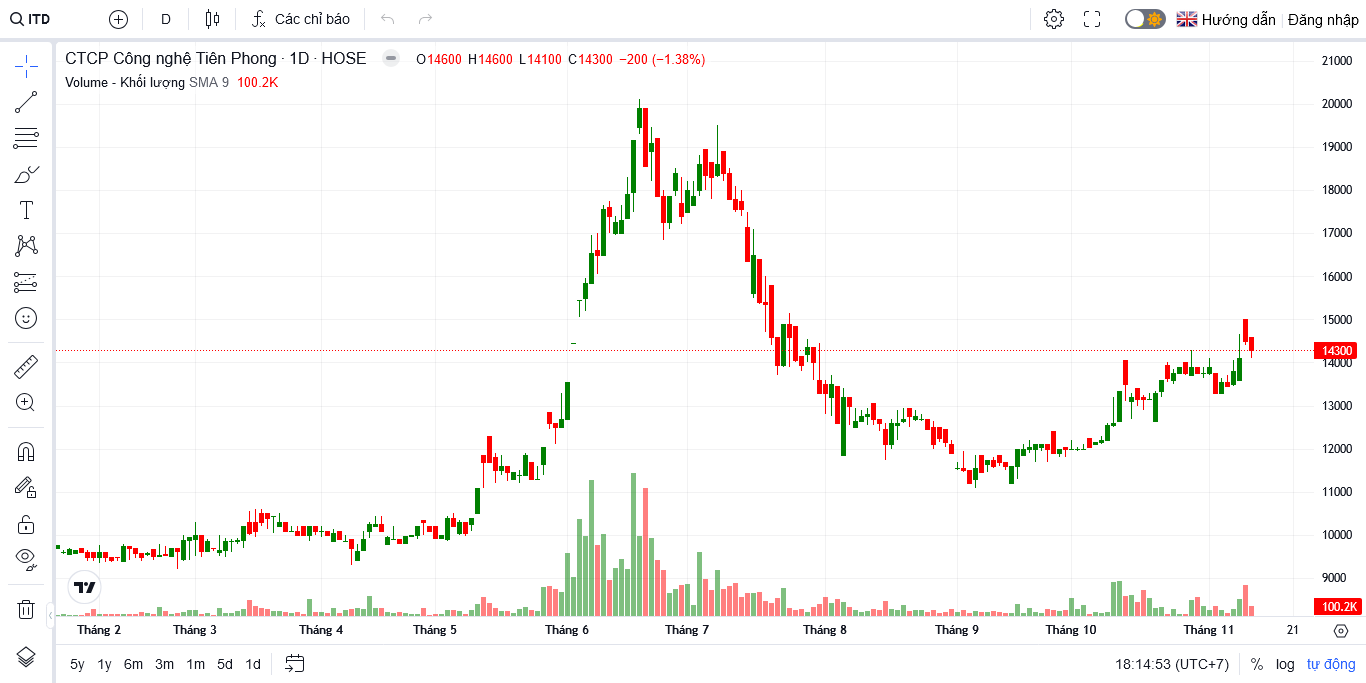 ITD D Các chỉ báo Hướng dẫn Đăng nhập
CTCP Công nghệ Tiên Phong · 1D · HOSE O14600 H14600 L14100 C14300 −200 (−1.38%)
Volume - Khối lượng SMA 9 100.2K
21000
20000
19000
18000
17000
16000
15000
14300
14000
13000
12000
11000
10000
9000
100.2K
Tháng 2 Tháng 3 Tháng 4 Tháng 5 Tháng 6 Tháng 7 Tháng 8 Tháng 9 Tháng 10 Tháng 11 21
5y 1y 6m 3m 1m 5d 1d 18:14:53 (UTC+7) % log tự động